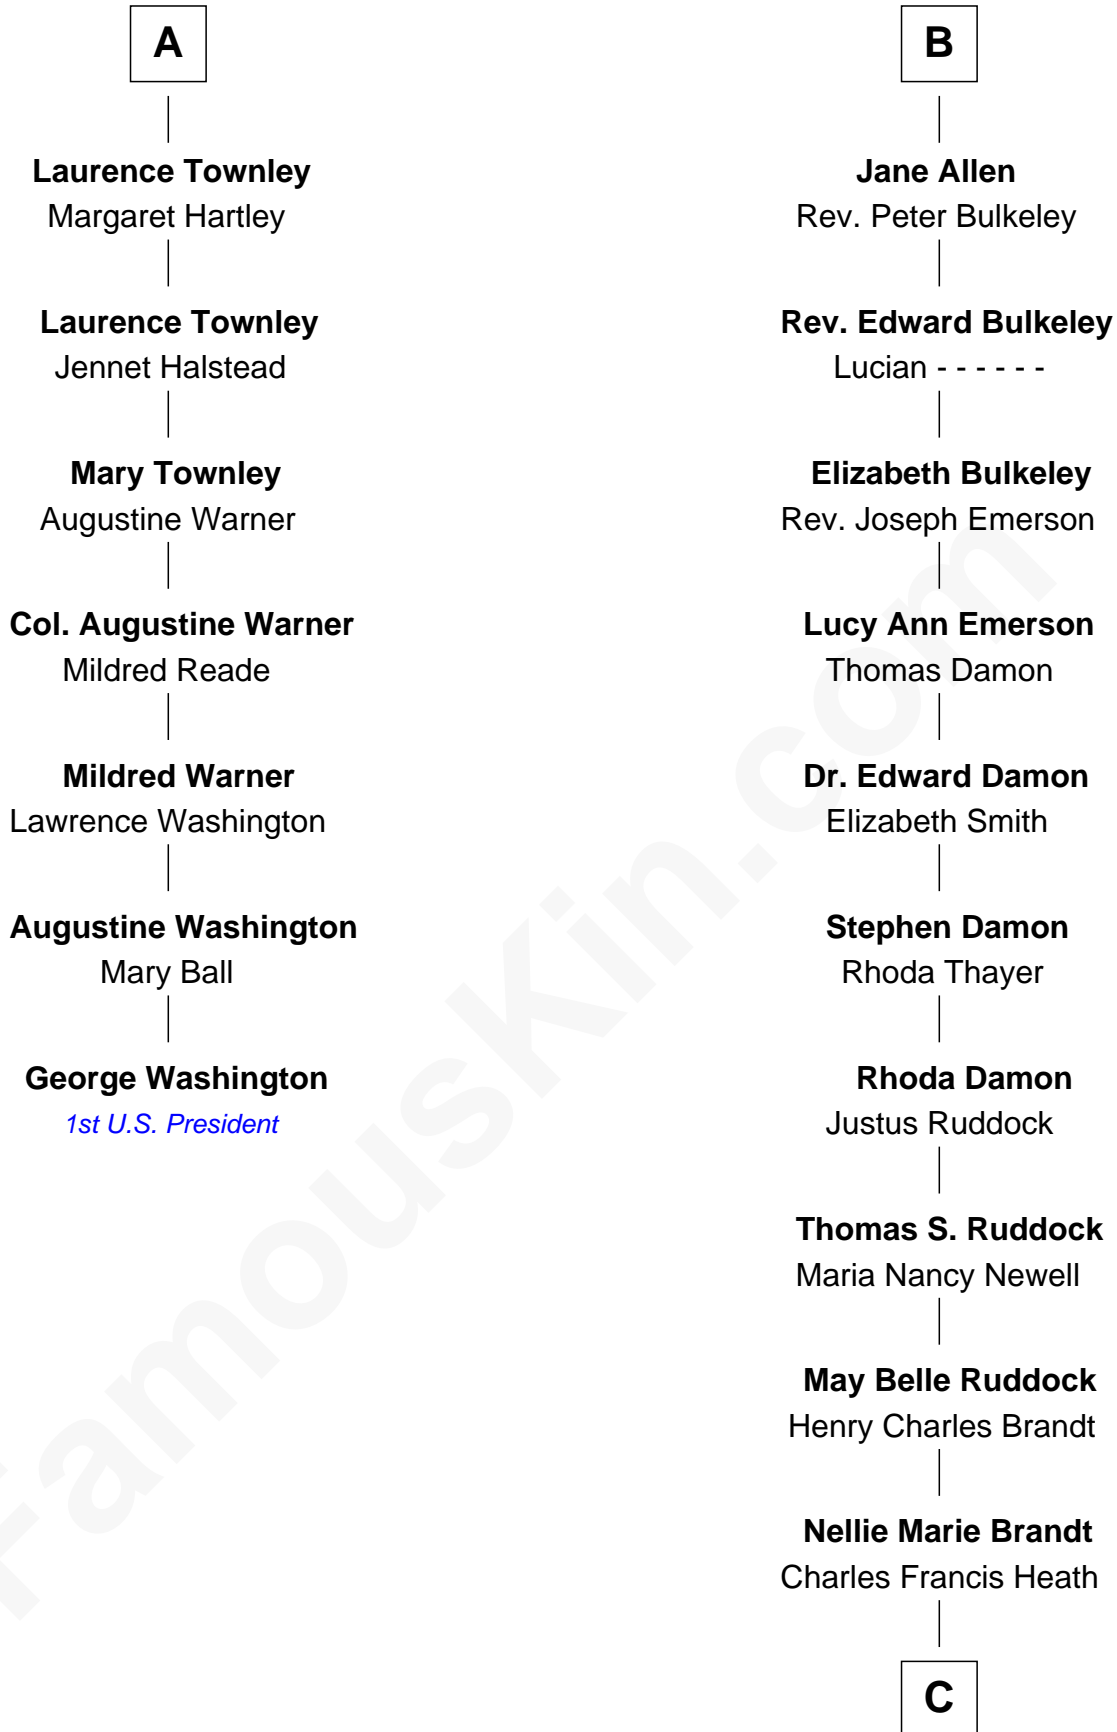 A
Laurence Townley
Margaret Hartley
Laurence Townley
Jennet Halstead
Mary Townley
Augustine Warner
Col. Augustine Warner
Mildred Reade
Mildred Warner
Lawrence Washington
Augustine Washington
Mary Ball
George Washington
1st U.S. President
B
Jane Allen
Rev. Peter Bulkeley
Rev. Edward Bulkeley
Lucian - - - - - -
Elizabeth Bulkeley
Rev. Joseph Emerson
Lucy Ann Emerson
Thomas Damon
Dr. Edward Damon
Elizabeth Smith
Stephen Damon
Rhoda Thayer
Rhoda Damon
Justus Ruddock
Thomas S. Ruddock
Maria Nancy Newell
May Belle Ruddock
Henry Charles Brandt
Nellie Marie Brandt
Charles Francis Heath
C
FamousKin.com